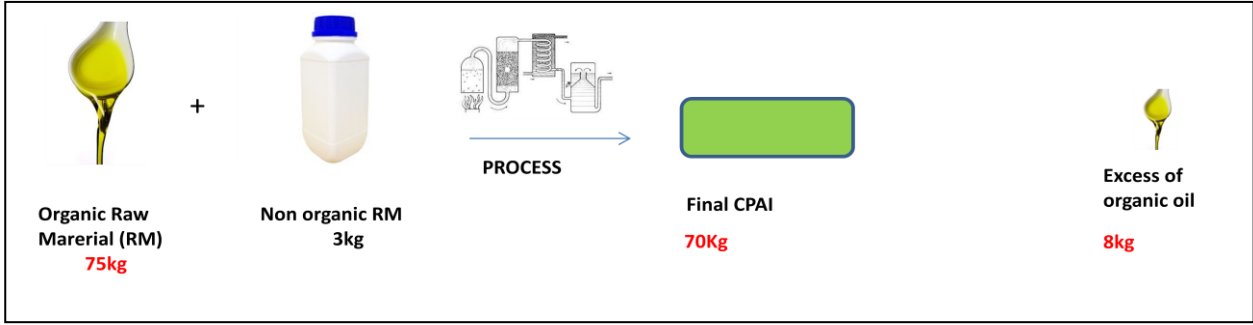 +
PROCESS
Organic Raw
Marerial (RM)
75kg
Non organic RM
3kg
Final CPAI
70Kg
Excess of
organic oil
8kg